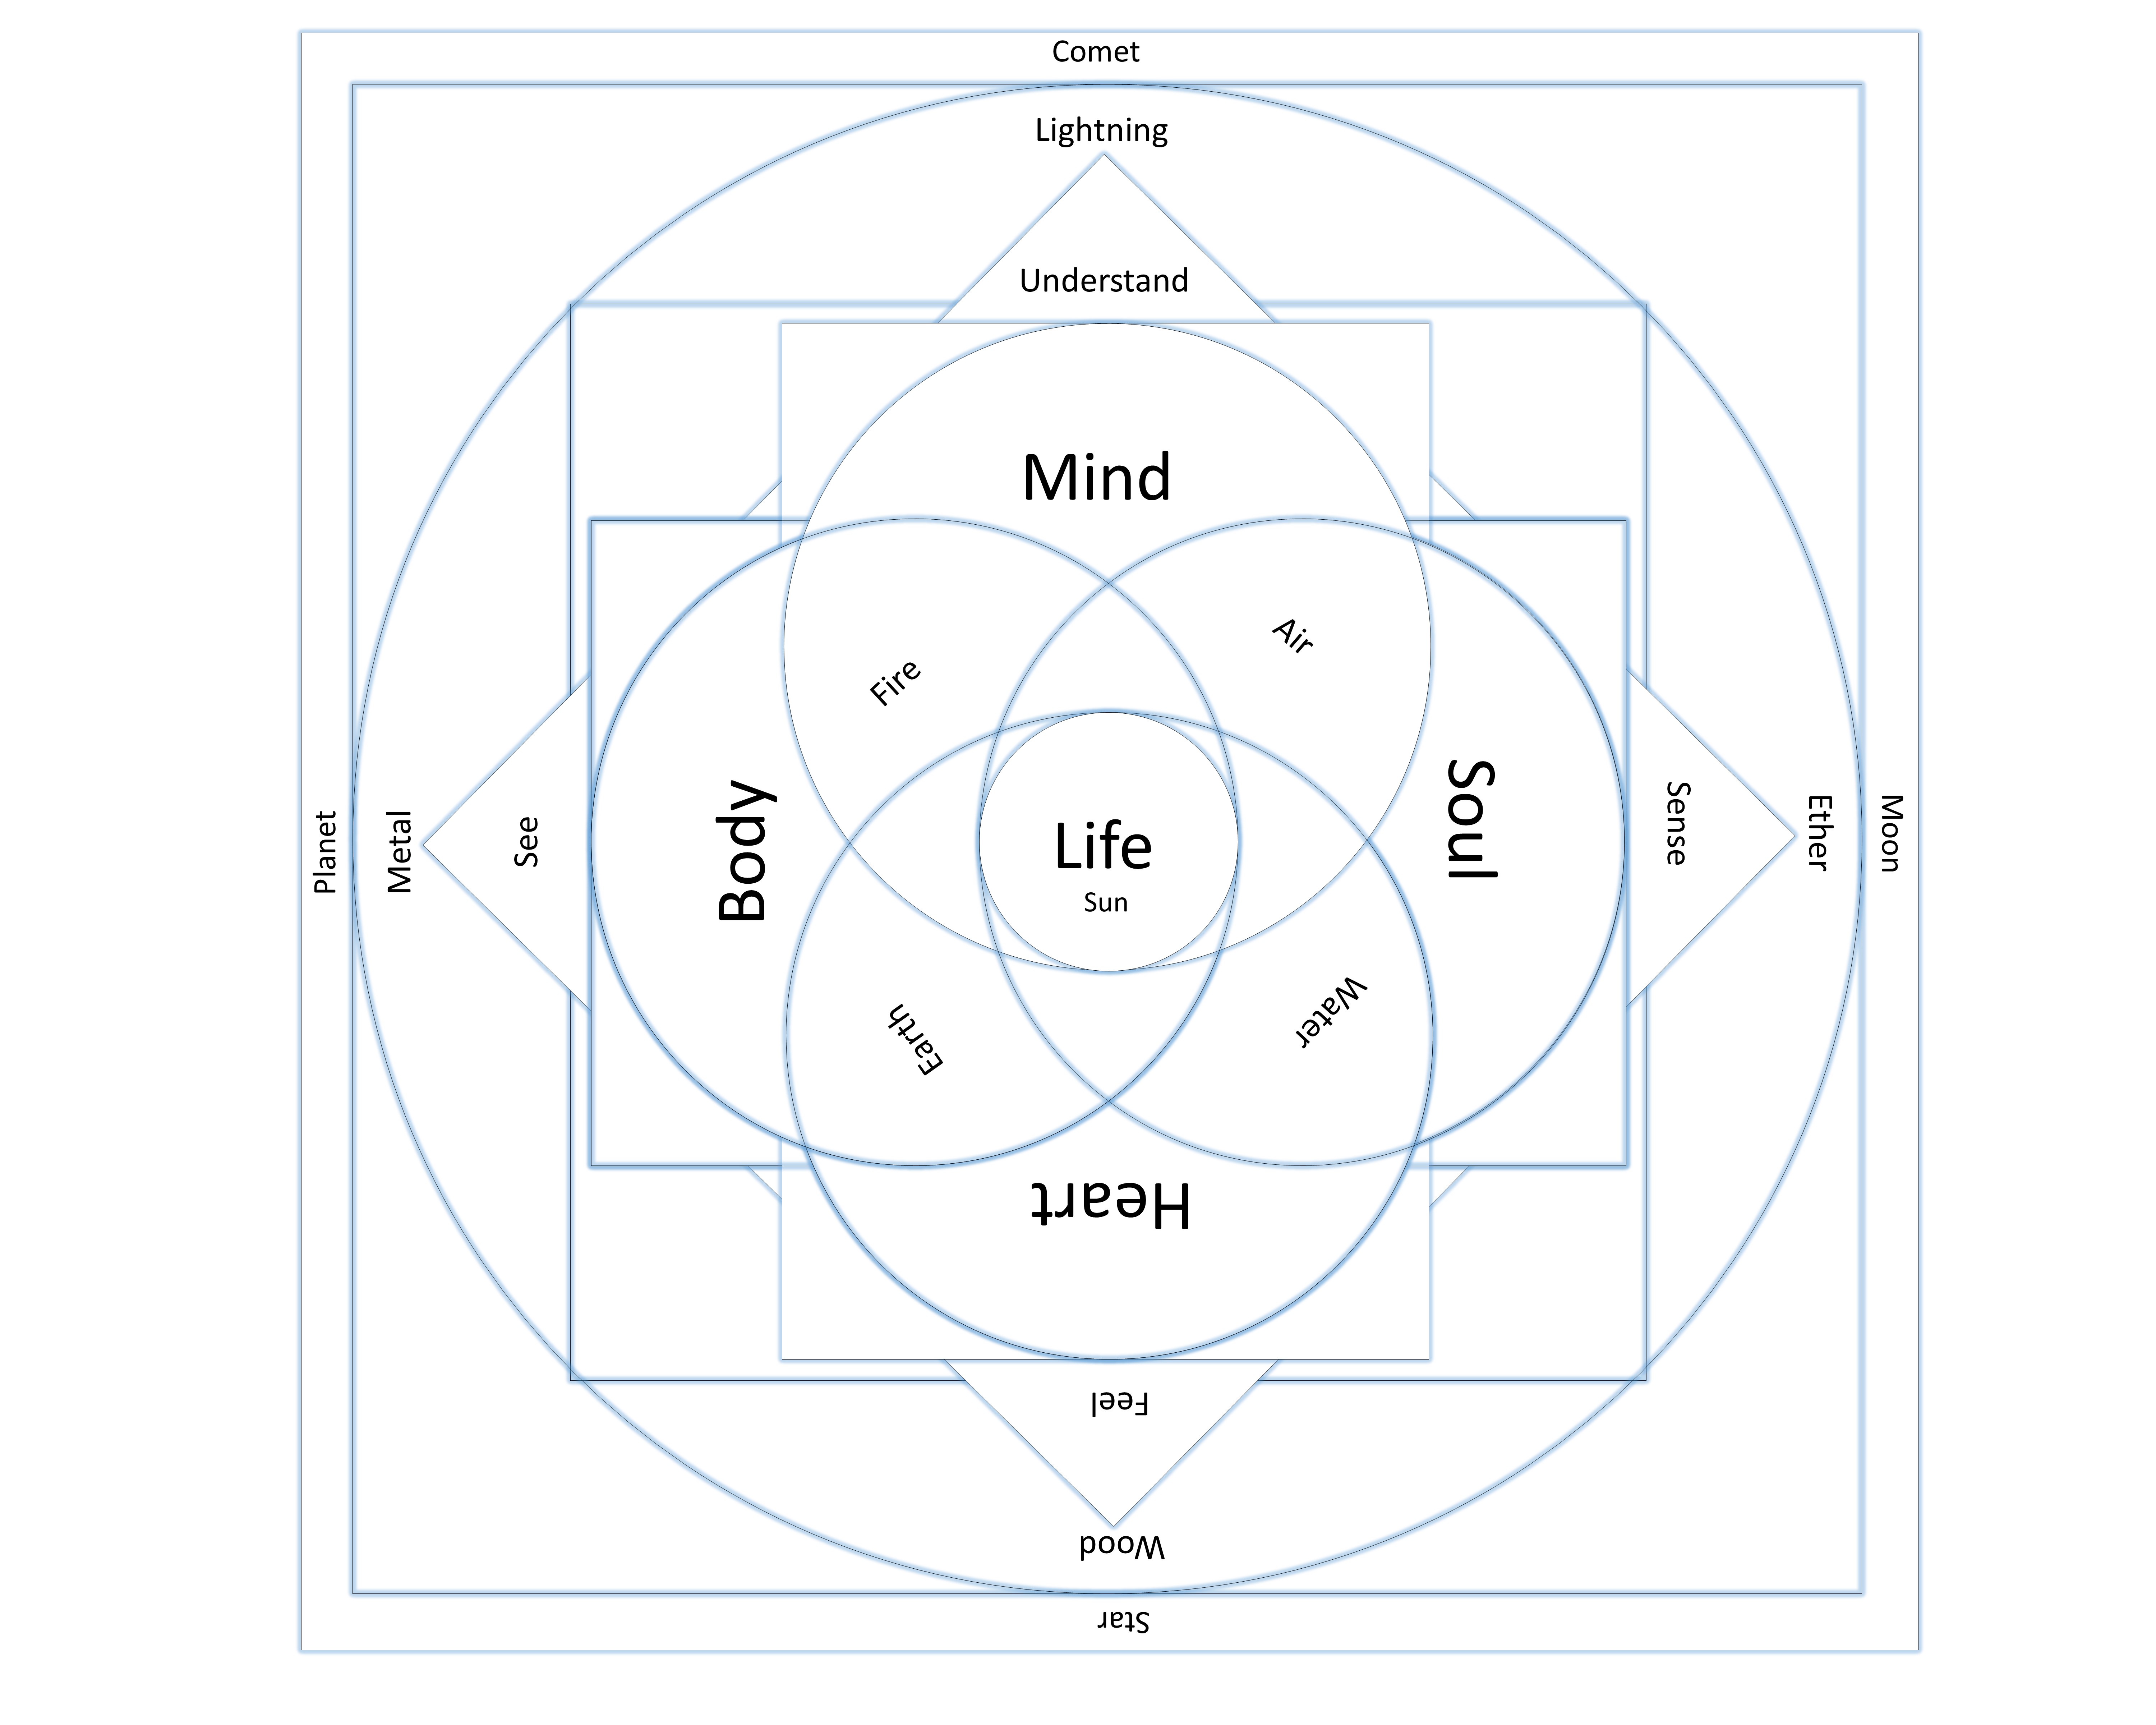 Comet
Lightning
Understand
Mind
Air
Fire
Planet
Metal
See
Body
Life
Sun
Soul
Sense
Ether
Moon
Earth
Water
Heart
Feel
Wood
Star